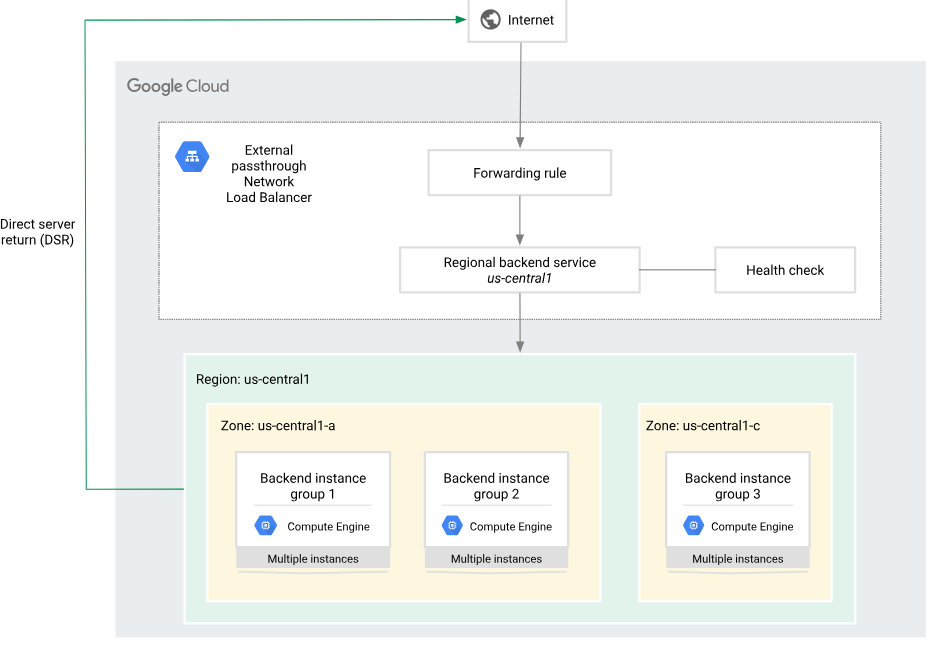 Internet
Google Cloud
External
passthrough
Network
Load Balancer
Forwarding rule
Direct server
return (DSR)
Regional backend service
us-central1
Health check
Region: us-central1
Zone: us-central1-a
Zone: us-central1-c
Backend instance
group 1
Compute Engine
Multiple instances
Backend instance
group 2
Compute Engine
Multiple instances
Backend instance
group 3
Compute Engine
Multiple instances